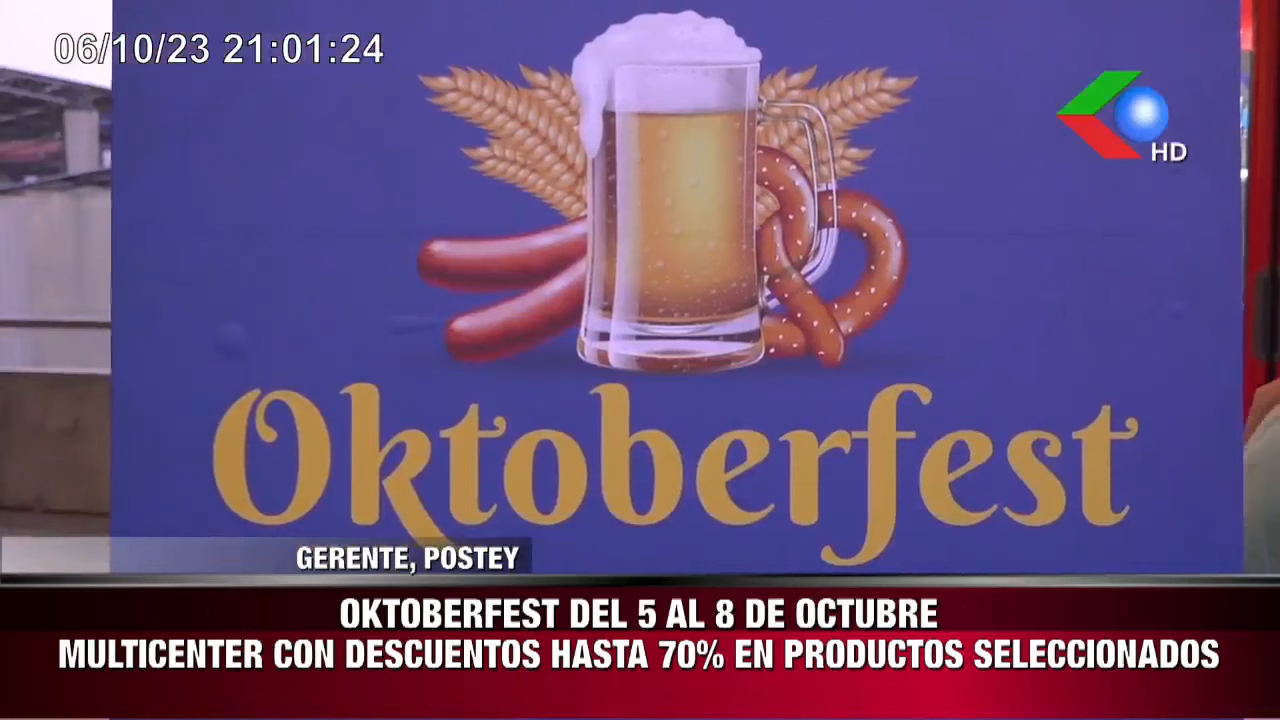 06/10/23 21:01:24
HD
Oktoberfest
GERENTE, POSTEY
OKTOBERFEST DEL 5 AL 8 DE OCTUBRE
MULTICENTER CON DESCUENTOS HASTA 70% EN PRODUCTOS SELECCIONADOS